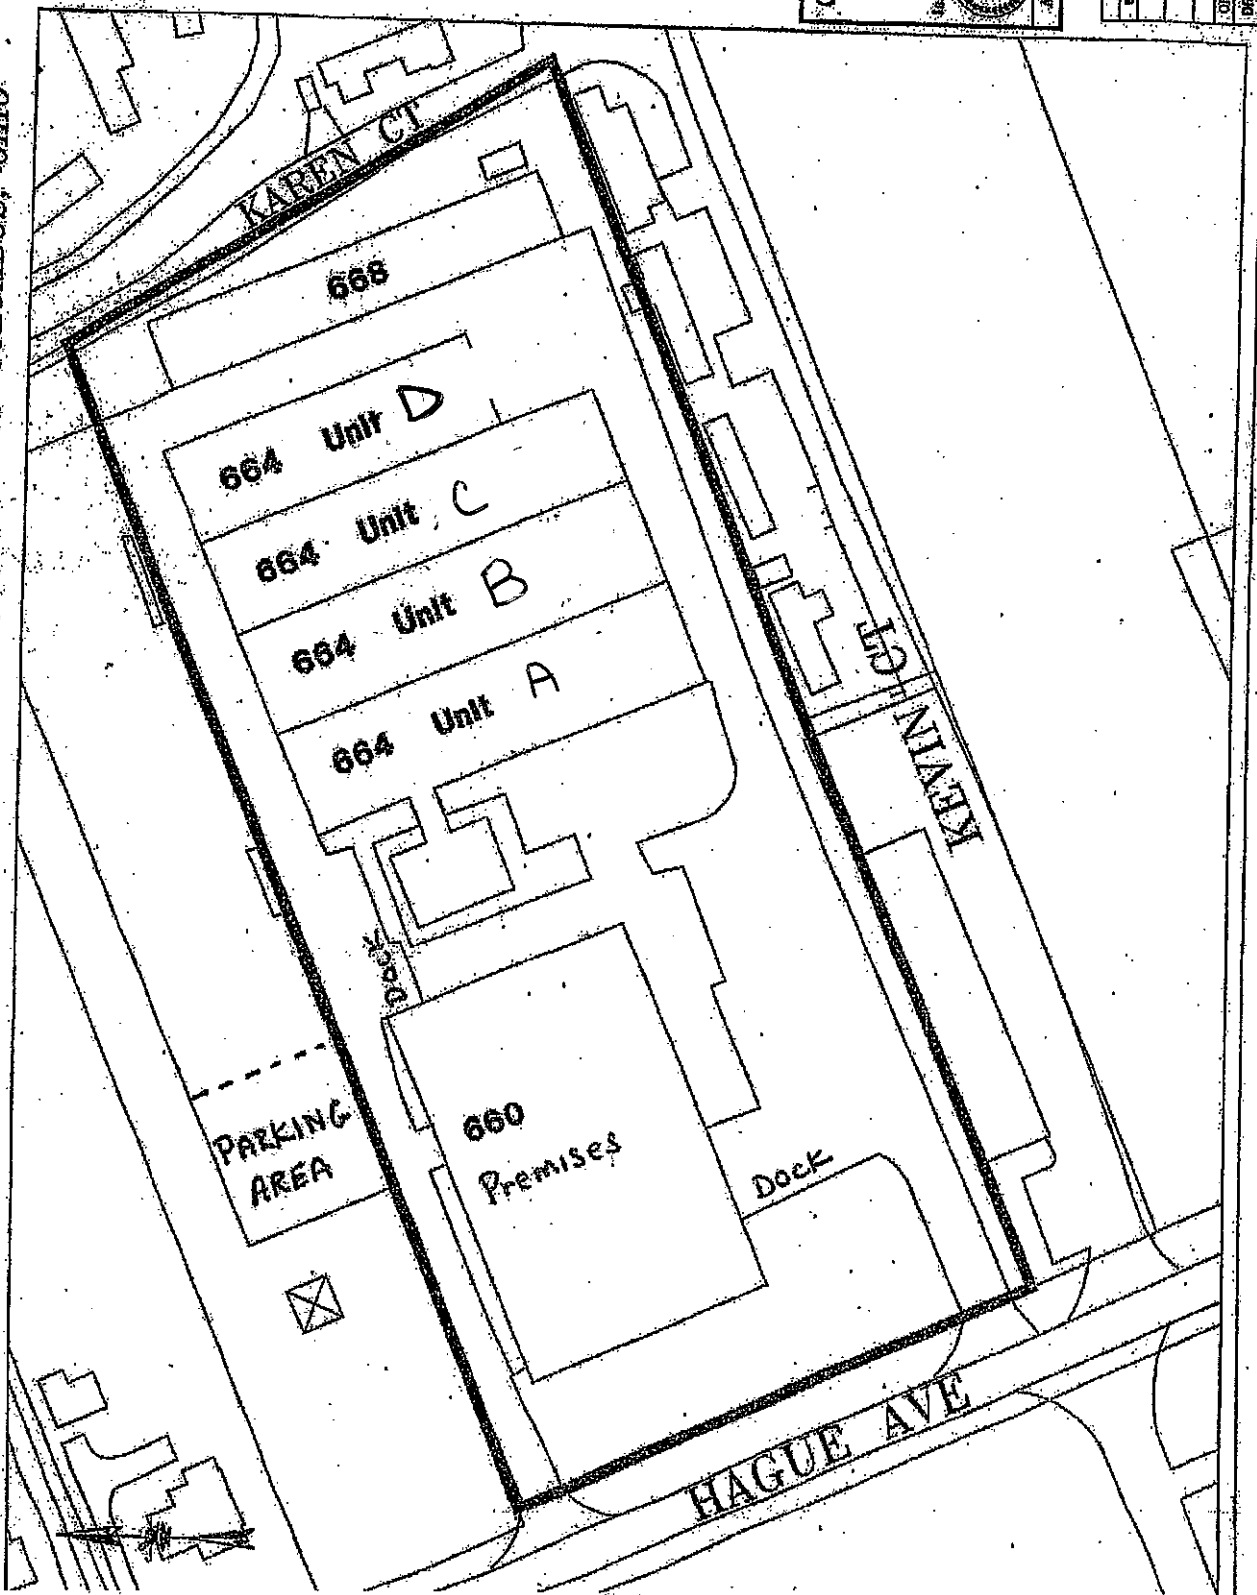 KAREN CT
668
664 Unit D
664 Unit C
664 Unit B
664 Unit A
KEVIN CT
Dock
PARKING
AREA
660
Premises
Dock
HAGUE AVE